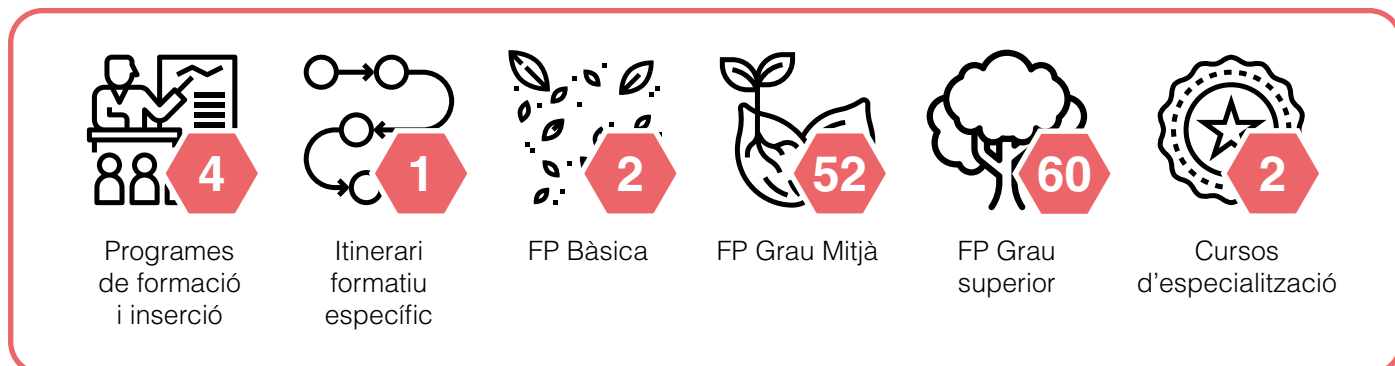 4
Programes
de formació
i inserció
1
Itinerari
formatiu
específic
2
FP Bàsica
52
FP Grau Mitjà
60
FP Grau
superior
2
Cursos
d'especialització